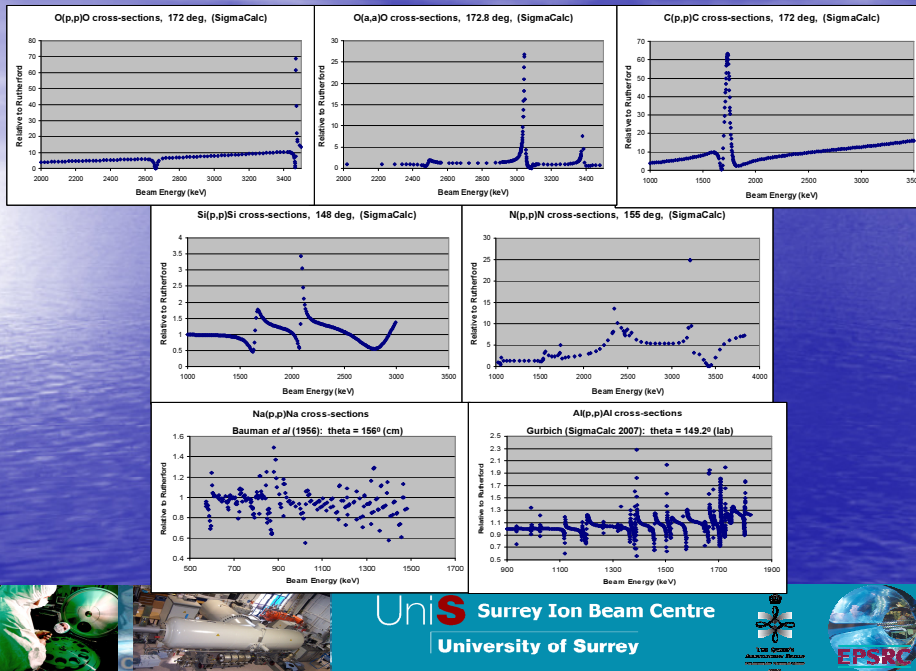 O(p,p)O cross-sections, 172 deg, (SigmaCalc)
Relative to Rutherford
80
70
60
50
40
30
20
10
0
2000 2200 2400 2600 2800 3000 3200 3400
Beam Energy (keV)
O(a,a)O cross-sections, 172.8 deg, (SigmaCalc)
Relative to Rutherford
30
25
20
15
10
5
0
2000 2200 2400 2600 2800 3000 3200 3400
Beam Energy (keV)
C(p,p)C cross-sections, 172 deg, (SigmaCalc)
Relative to Rutherford
70
60
50
40
30
20
10
0
1000 1500 2000 2500 3000 3500
Beam Energy (keV)
Si(p,p)Si cross-sections, 148 deg, (SigmaCalc)
Relative to Rutherford
4
3.5
3
2.5
2
1.5
1
0.5
0
1000 1500 2000 2500 3000 3500
Beam Energy (keV)
N(p,p)N cross-sections, 155 deg, (SigmaCalc)
Relative to Rutherford
30
25
20
15
10
5
0
1000 1500 2000 2500 3000 3500 4000
Beam Energy (keV)
Na(p,p)Na cross-sections
Bauman et al (1956): theta = 156⁰ (cm)
Relative to Rutherford
1.6
1.4
1.2
1
0.8
0.6
0.4
500 700 900 1100 1300 1500 1700
Beam Energy (keV)
Al(p,p)Al cross-sections
Gurbich (SigmaCalc 2007): theta = 149.2⁰ (lab)
Relative to Rutherford
2.5
2.3
2.1
1.9
1.7
1.5
1.3
1.1
0.9
0.7
0.5
900 1100 1300 1500 1700 1900
Beam Energy (keV)
UniS Surrey Ion Beam Centre
University of Surrey
EPSRC